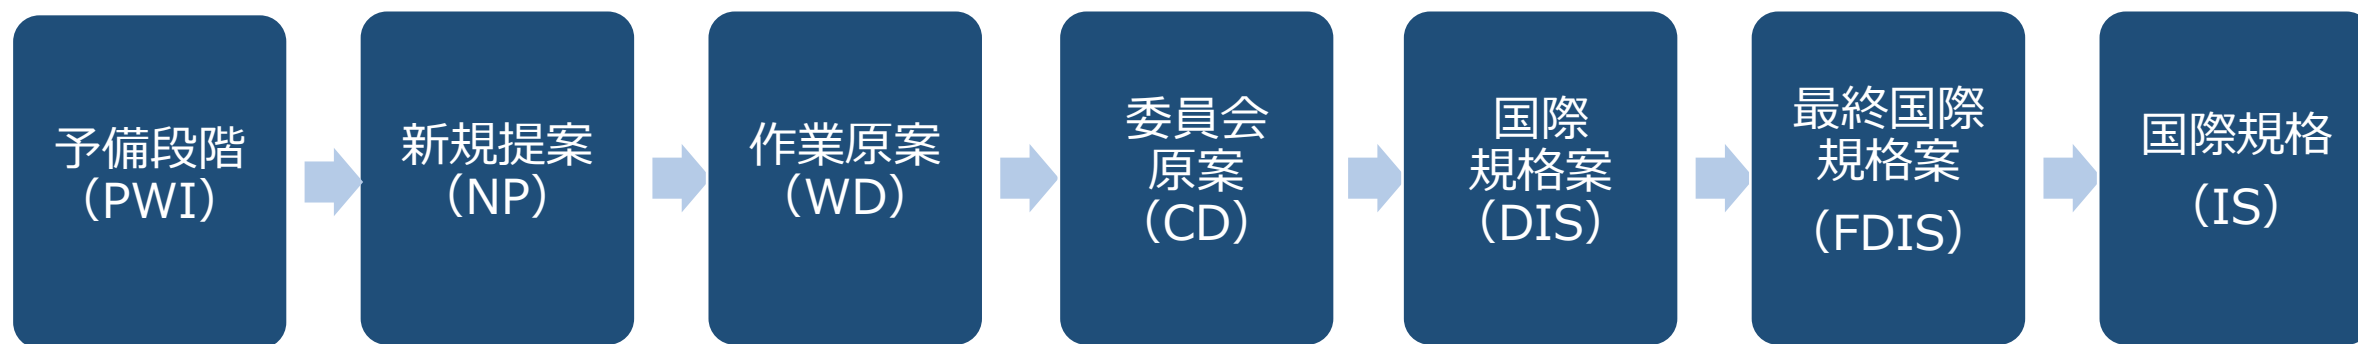 予備段階
（PWI）
新規提案
（NP）
作業原案
（WD）
委員会
原案
（CD）
国際
規格案
（DIS）
最終国際
規格案
（FDIS）
国際規格
（IS）